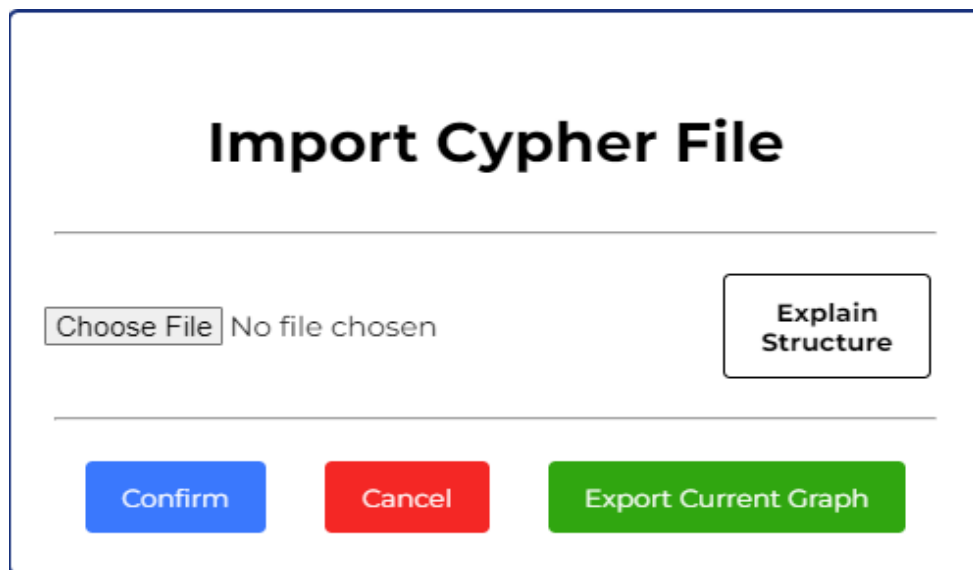 Import Cypher File
Choose File No file chosen
Explain
Structure
Confirm
Cancel
Export Current Graph